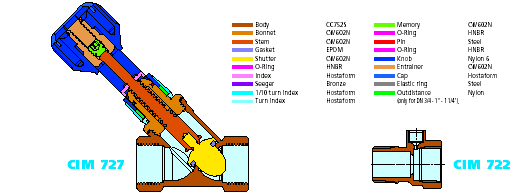 Body CC752S
Bonnet CW602N
Stem CW602N
Gasket EPDM
Shutter CW602N
O-Ring HNBR
Index Hostaform
Seeger Bronze
1/10 turn Index Hostaform
Turn Index Hostaform
Memory CW602N
O-Ring HNBR
Pin Steel
O-Ring HNBR
Knob Nylon 6
Entrainer CW602N
Cap Hostaform
Elastic ring Steel
Outdistance Nylon
(only for DN 3/4 - 1" - 1 1/4"),
CIM 727
CIM 722